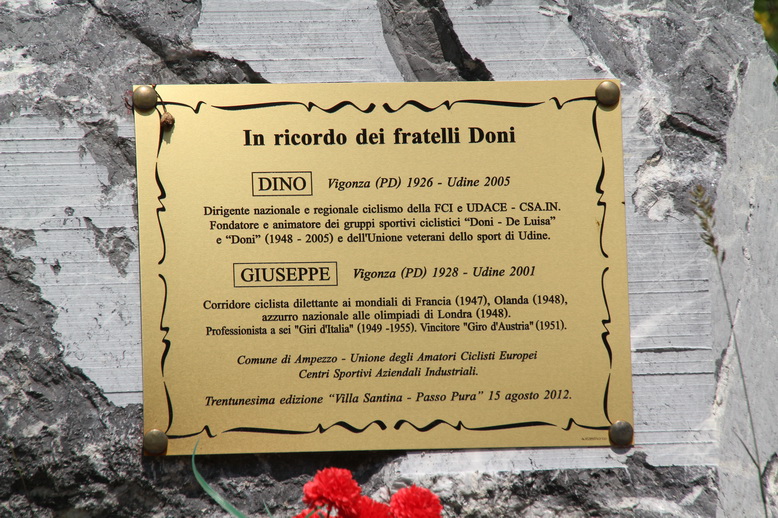 In ricordo dei fratelli Doni
DINO Vigonza (PD) 1926 - Udine 2005
Dirigente nazionale e regionale ciclismo della FCI e UDACE - CSA.IN.
Fondatore e animatore dei gruppi sportivi ciclistici “Doni - De Luisa”
e “Doni” (1948 - 2005) e dell'Unione veterani dello sport di Udine.
GIUSEPPE Vigonza (PD) 1928 - Udine 2001
Corridore ciclista dilettante ai mondiali di Francia (1947), Olanda (1948),
azzurro nazionale alle olimpiadi di Londra (1948).
Professionista a sei "Giri d'Italia" (1949 -1955). Vincitore "Giro d'Austria" (1951).
Comune di Ampezzo - Unione degli Amatori Ciclisti Europei
Centri Sportivi Aziendali Industriali.
Trentunesima edizione “Villa Santina - Passo Pura” 15 agosto 2012.